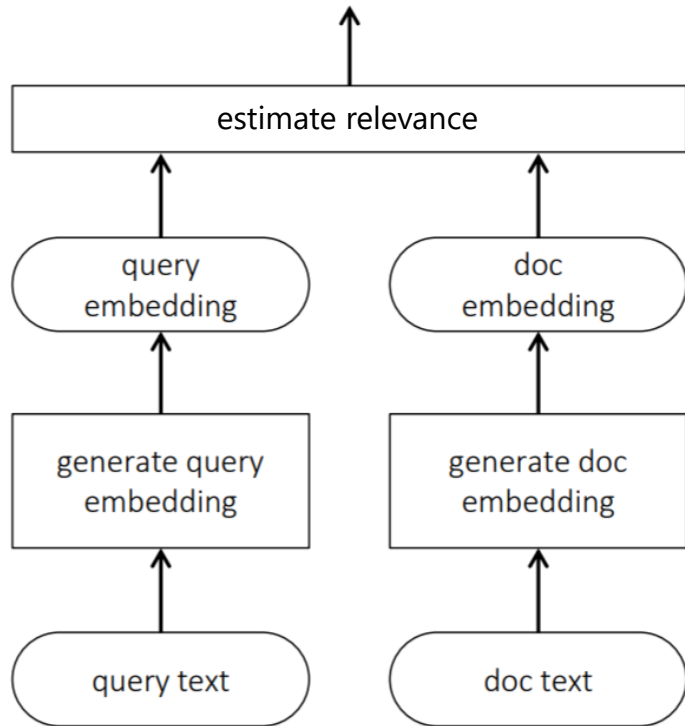 estimate relevance
query
embedding
doc
embedding
generate query
embedding
generate doc
embedding
query text
doc text